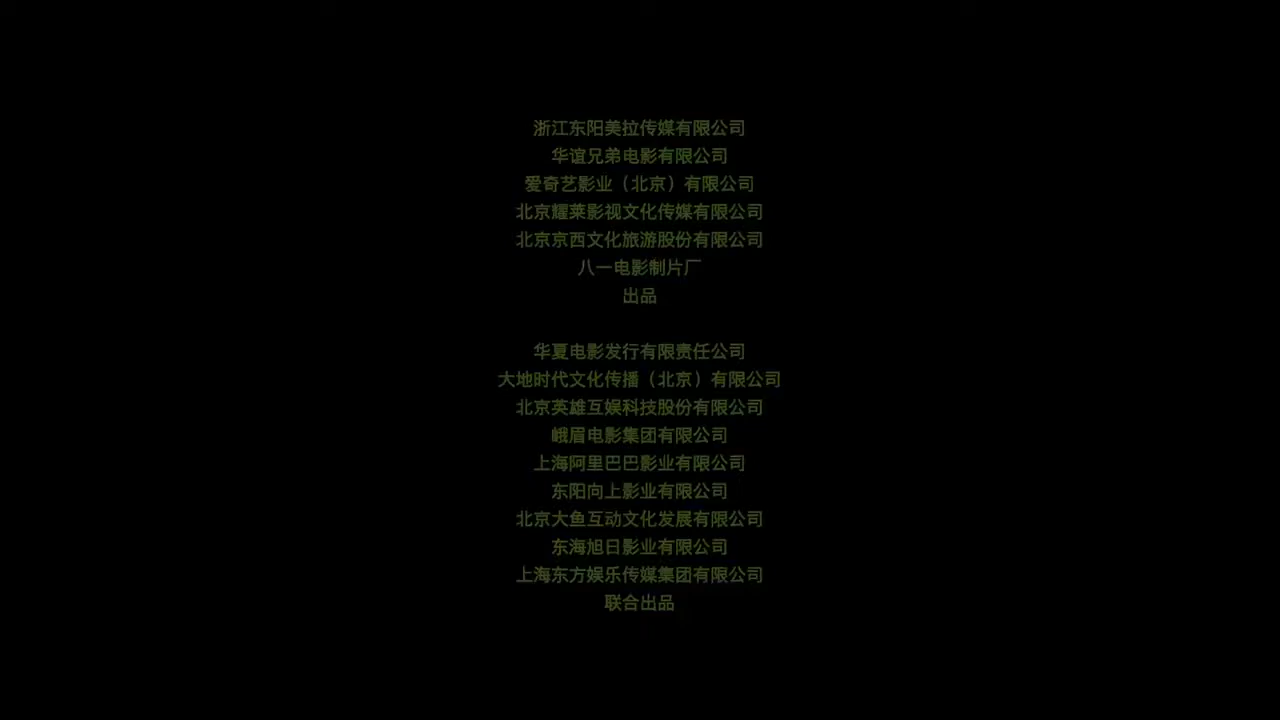 浙江东阳美拉传媒有限公司
华谊兄弟电影有限公司
爱奇艺影业（北京）有限公司
北京耀莱影视文化传媒有限公司
北京京西文化旅游股份有限公司
八一电影制片厂
出品
华夏电影发行有限责任公司
大地时代文化传播（北京）有限公司
北京英雄互娱科技股份有限公司
峨眉电影集团有限公司
上海阿里巴巴影业有限公司
东阳向上影业有限公司
北京大鱼互动文化发展有限公司
东海旭日影业有限公司
上海东方娱乐传媒集团有限公司
联合出品